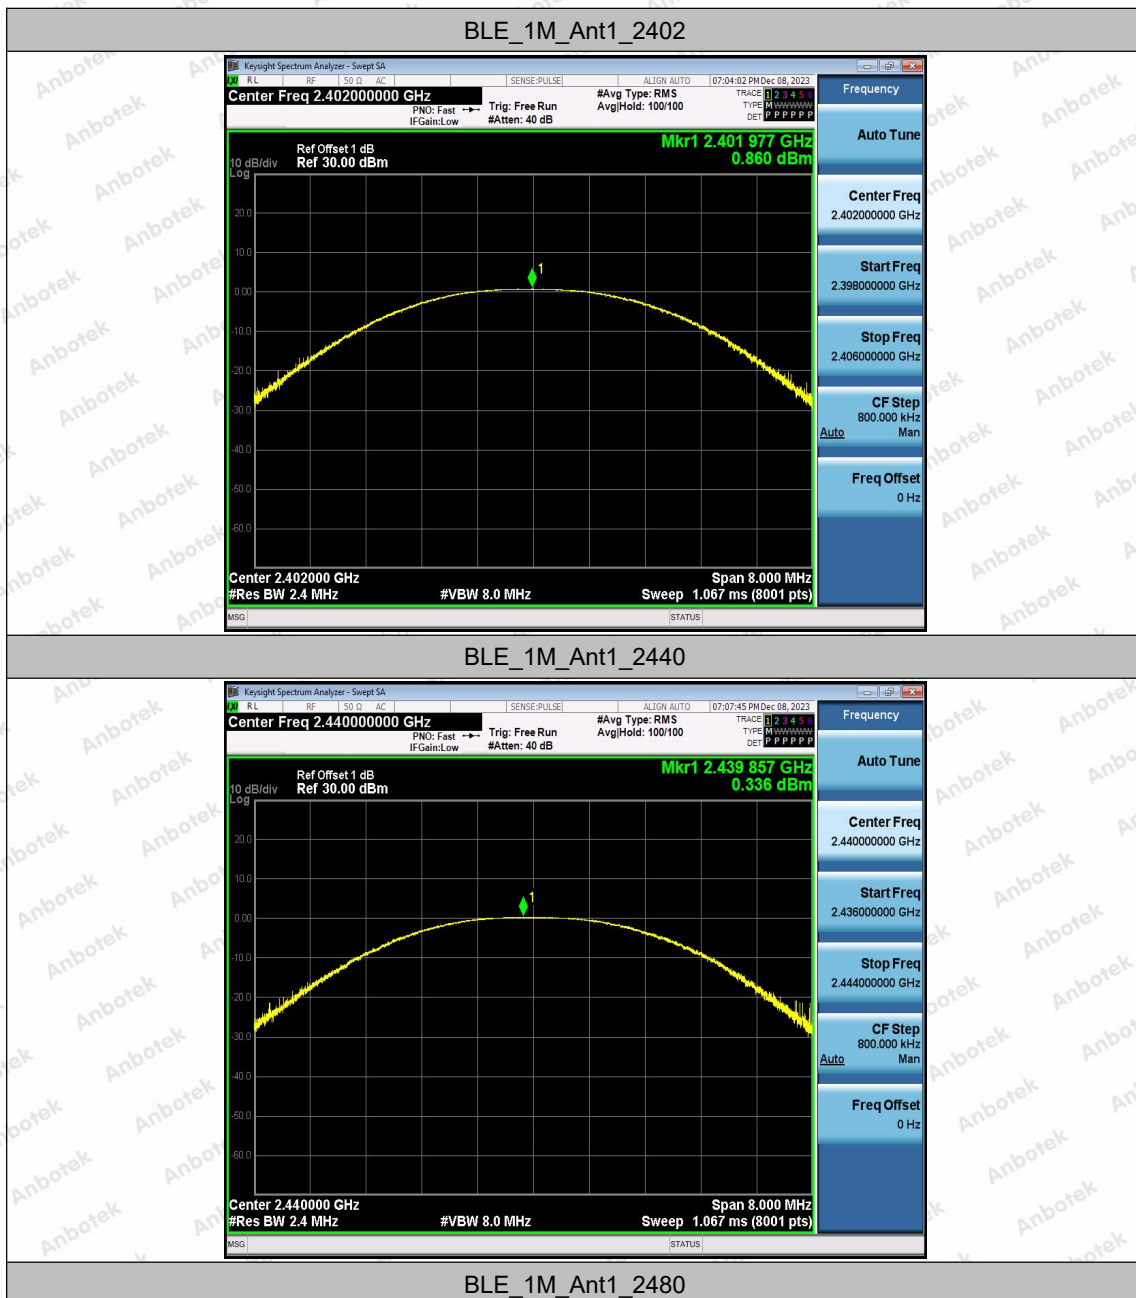 BLE_1M_Ant1_2402
Keysight Spectrum Analyzer - Swept SA
RL RF 50 Ω AC SENSE:PULSE ALIGN AUTO 07:04:02 PM Dec 08, 2023
Center Freq 2.402000000 GHz
PNO: Fast
IFGain:Low
Trig: Free Run
#Atten: 40 dB
#Avg Type: RMS
Avg|Hold: 100/100
TRACE 1 2 3 4 5 6
TYPE M WWWWW
DET P P P P P P
Frequency
Auto Tune
Center Freq
2.402000000 GHz
Start Freq
2.398000000 GHz
Stop Freq
2.406000000 GHz
CF Step
800.000 kHz
Auto Man
Freq Offset
0 Hz
Mkr1 2.401 977 GHz
0.860 dBm
Ref Offset 1 dB
10 dB/div Ref 30.00 dBm
Log
20.0
10.0
0.00
-10.0
-20.0
-30.0
-40.0
-50.0
-60.0
1
Center 2.402000 GHz Span 8.000 MHz
#Res BW 2.4 MHz #VBW 8.0 MHz Sweep 1.067 ms (8001 pts)
MSG STATUS
BLE_1M_Ant1_2440
Keysight Spectrum Analyzer - Swept SA
RL RF 50 Ω AC SENSE:PULSE ALIGN AUTO 07:07:45 PM Dec 08, 2023
Center Freq 2.440000000 GHz
PNO: Fast
IFGain:Low
Trig: Free Run
#Atten: 40 dB
#Avg Type: RMS
Avg|Hold: 100/100
TRACE 1 2 3 4 5 6
TYPE M WWWWW
DET P P P P P P
Frequency
Auto Tune
Center Freq
2.440000000 GHz
Start Freq
2.436000000 GHz
Stop Freq
2.444000000 GHz
CF Step
800.000 kHz
Auto Man
Freq Offset
0 Hz
Mkr1 2.439 857 GHz
0.336 dBm
Ref Offset 1 dB
10 dB/div Ref 30.00 dBm
Log
20.0
10.0
0.00
-10.0
-20.0
-30.0
-40.0
-50.0
-60.0
1
Center 2.440000 GHz Span 8.000 MHz
#Res BW 2.4 MHz #VBW 8.0 MHz Sweep 1.067 ms (8001 pts)
MSG STATUS
BLE_1M_Ant1_2480
Anbotek